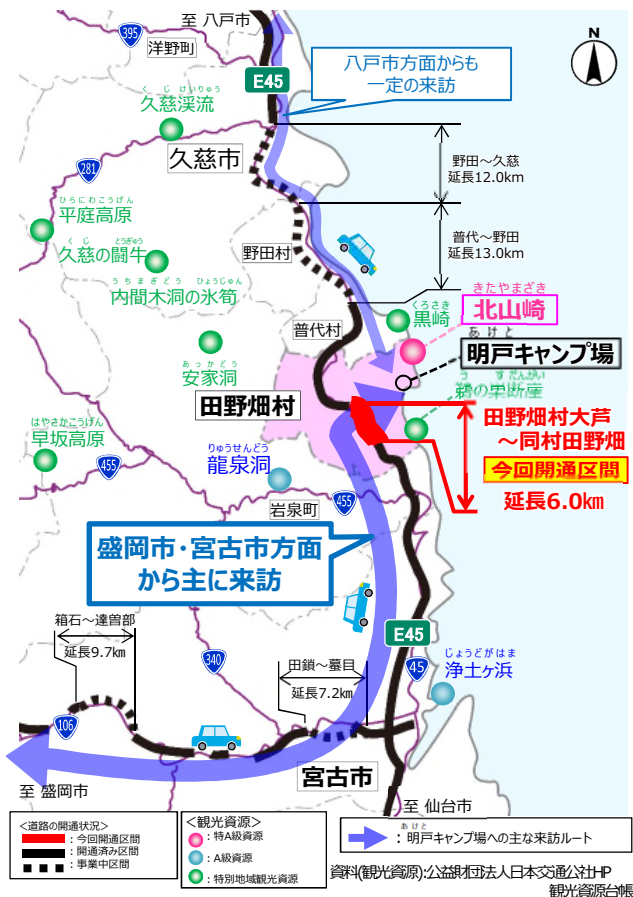 至 八戸市
395
洋野町
E45
八戸市方面からも
一定の来訪
N
くじけいりゅう
久慈渓流
久慈市
野田～久慈
延長12.0km
281
ひらにわこうげん
平庭高原
くじ とうぎゅう
久慈の闘牛
野田村
普代～野田
延長13.0km
うちまぎどう ひょうじゅん
内間木洞の氷筍
普代村
くろさき
黒崎
きたやまざき
北山崎
あけと
明戸キャンプ場
あっかどう
安家洞
うのすだんがい
鵜の巣断崖
田野畑村
田野畑村大芦
～同村田野畑
今回開通区間
延長6.0km
はやさかこうげん
早坂高原
455
りゅうせんどう
龍泉洞
岩泉町
455
盛岡市・宮古市方面
から主に来訪
箱石～達曽部
延長9.7km
340
田鎖～蟇目
延長7.2km
E45
45
じょうどがはま
浄土ヶ浜
106
宮古市
至 盛岡市
至 仙台市
＜道路の開通状況＞
：今回開通区間
：開通済み区間
：事業中区間
＜観光資源＞
：特A級資源
：A級資源
：特別地域観光資源
あけと
：明戸キャンプ場への主な来訪ルート
資料(観光資源):公益財団法人日本交通公社HP
観光資源台帳